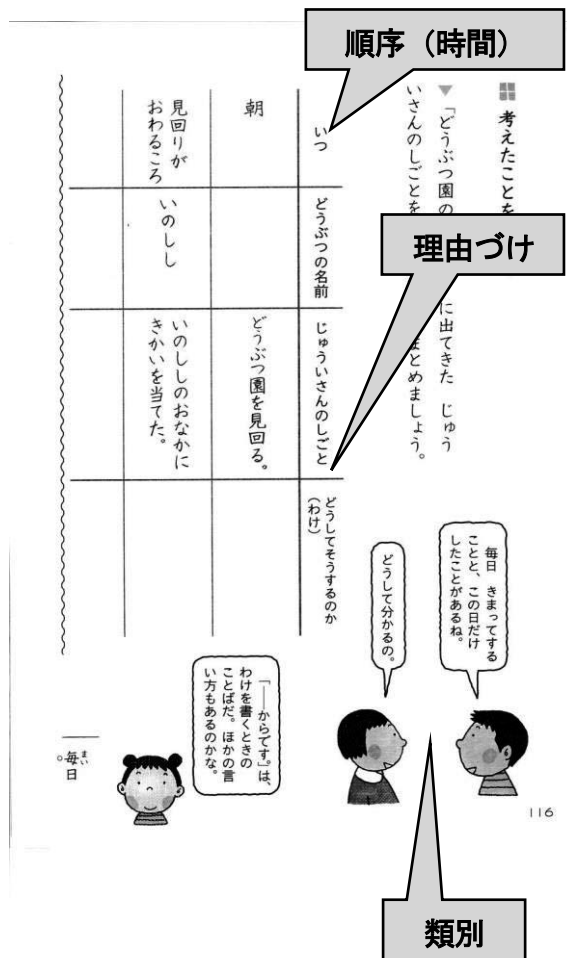 順序（時間）
理由づけ
類別
考えたことを
「どうぶつ園の
に出てきた じゅう
いさんのしごとを
まとめましょう。
いつ
どうぶつの名前
じゅういさんのしごと
どうしてそうするのか
（わけ）
朝
どうぶつ園を見回る。
見回りが
おわるころ
いのしし
いのししのおなかに
きかいを当てた。
毎日 きまってする
ことと、この日だけ
したことがあるね。
どうして分かるの。
「――からです。」は、
わけを書くときの
ことばだ。ほかの言
い方もあるのかな。
毎日
まい
。
116